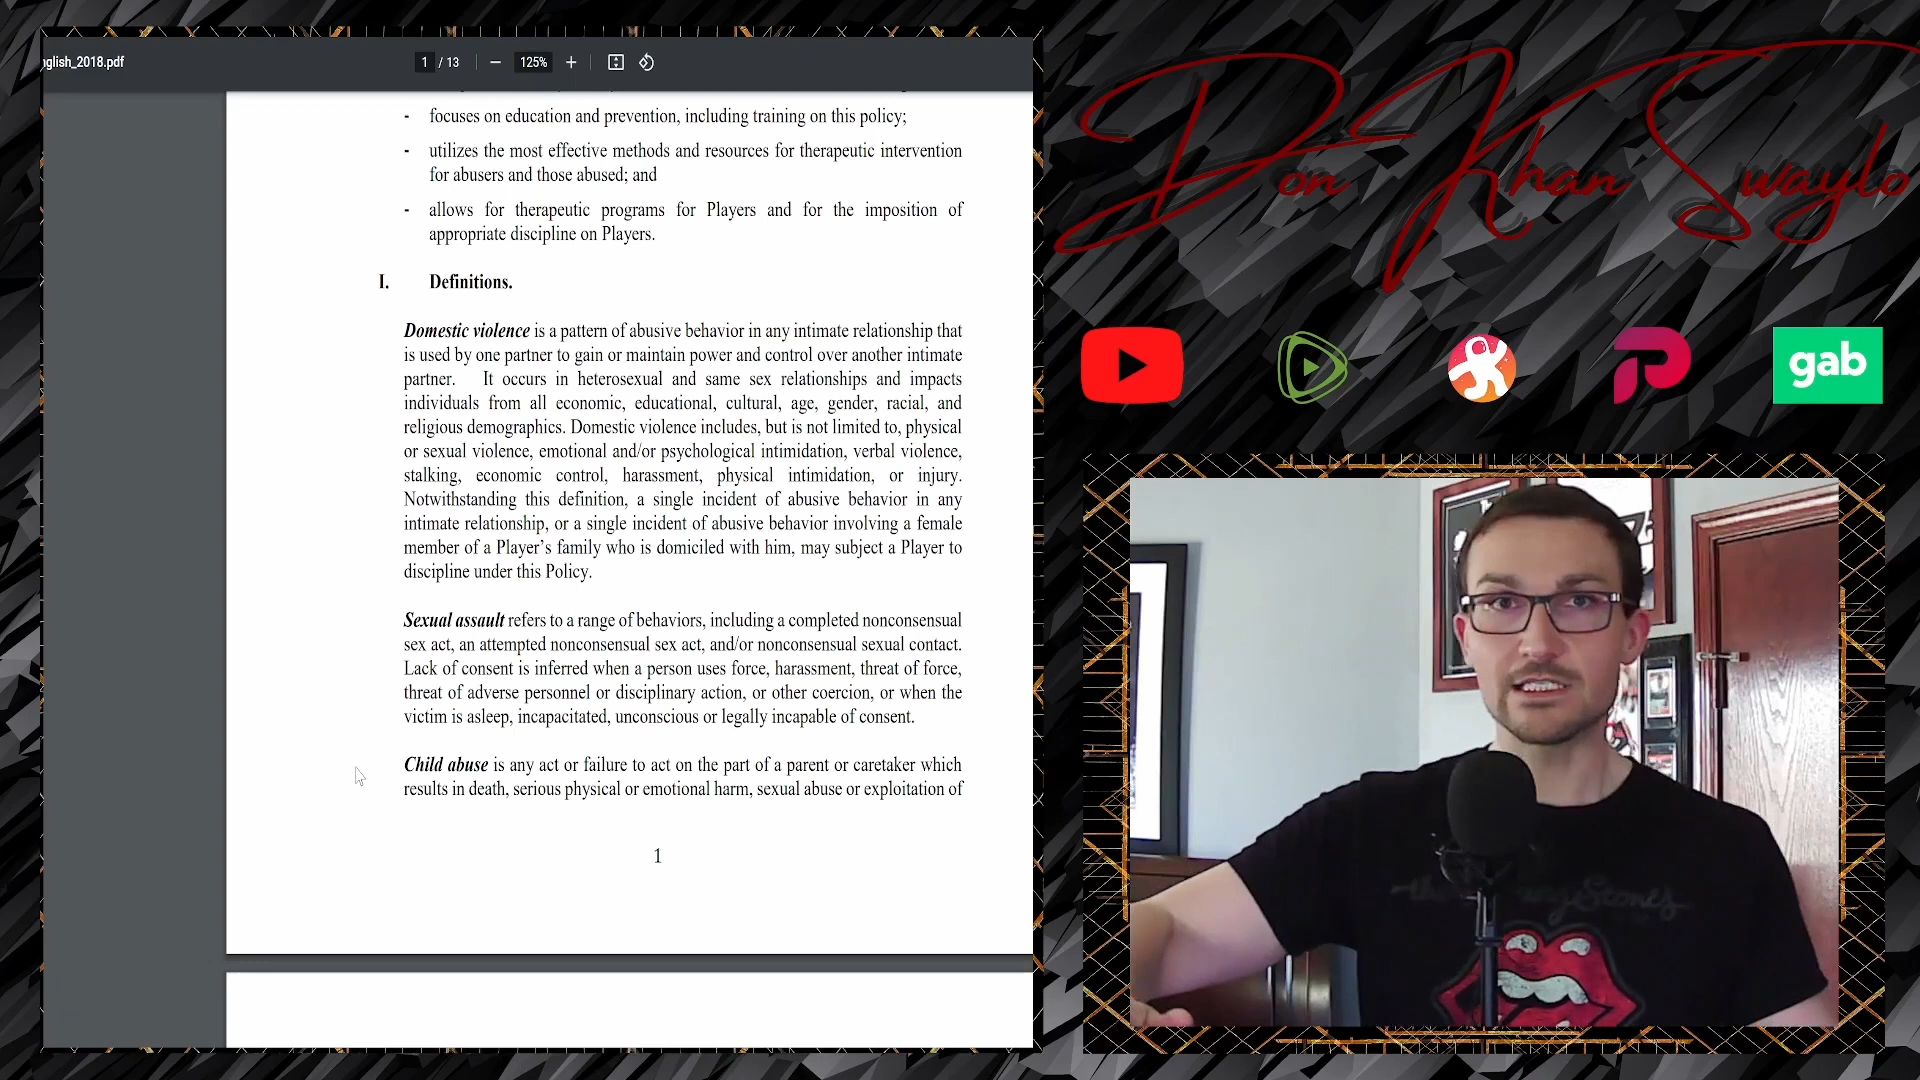 nglish_2018.pdf
1 / 13
125%
- focuses on education and prevention, including training on this policy;
- utilizes the most effective methods and resources for therapeutic intervention
for abusers and those abused; and
- allows for therapeutic programs for Players and for the imposition of
appropriate discipline on Players.
I. Definitions.
Domestic violence is a pattern of abusive behavior in any intimate relationship that
is used by one partner to gain or maintain power and control over another intimate
partner. It occurs in heterosexual and same sex relationships and impacts
individuals from all economic, educational, cultural, age, gender, racial, and
religious demographics. Domestic violence includes, but is not limited to, physical
or sexual violence, emotional and/or psychological intimidation, verbal violence,
stalking, economic control, harassment, physical intimidation, or injury.
Notwithstanding this definition, a single incident of abusive behavior in any
intimate relationship, or a single incident of abusive behavior involving a female
member of a Player's family who is domiciled with him, may subject a Player to
discipline under this Policy.
Sexual assault refers to a range of behaviors, including a completed nonconsensual
sex act, an attempted nonconsensual sex act, and/or nonconsensual sexual contact.
Lack of consent is inferred when a person uses force, harassment, threat of force,
threat of adverse personnel or disciplinary action, or other coercion, or when the
victim is asleep, incapacitated, unconscious or legally incapable of consent.
Child abuse is any act or failure to act on the part of a parent or caretaker which
results in death, serious physical or emotional harm, sexual abuse or exploitation of
1
Don Khan Swaylo
gab